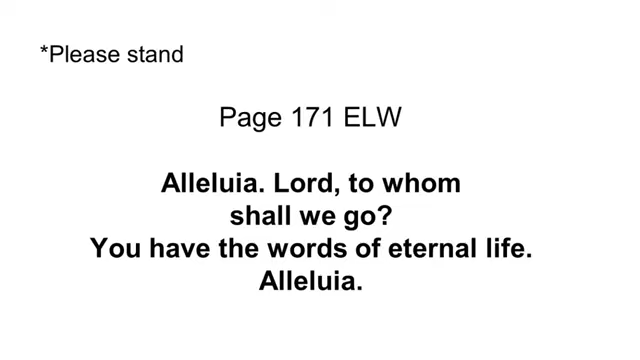 *Please stand
Page 171 ELW
Alleluia. Lord, to whom
shall we go?
You have the words of eternal life.
Alleluia.